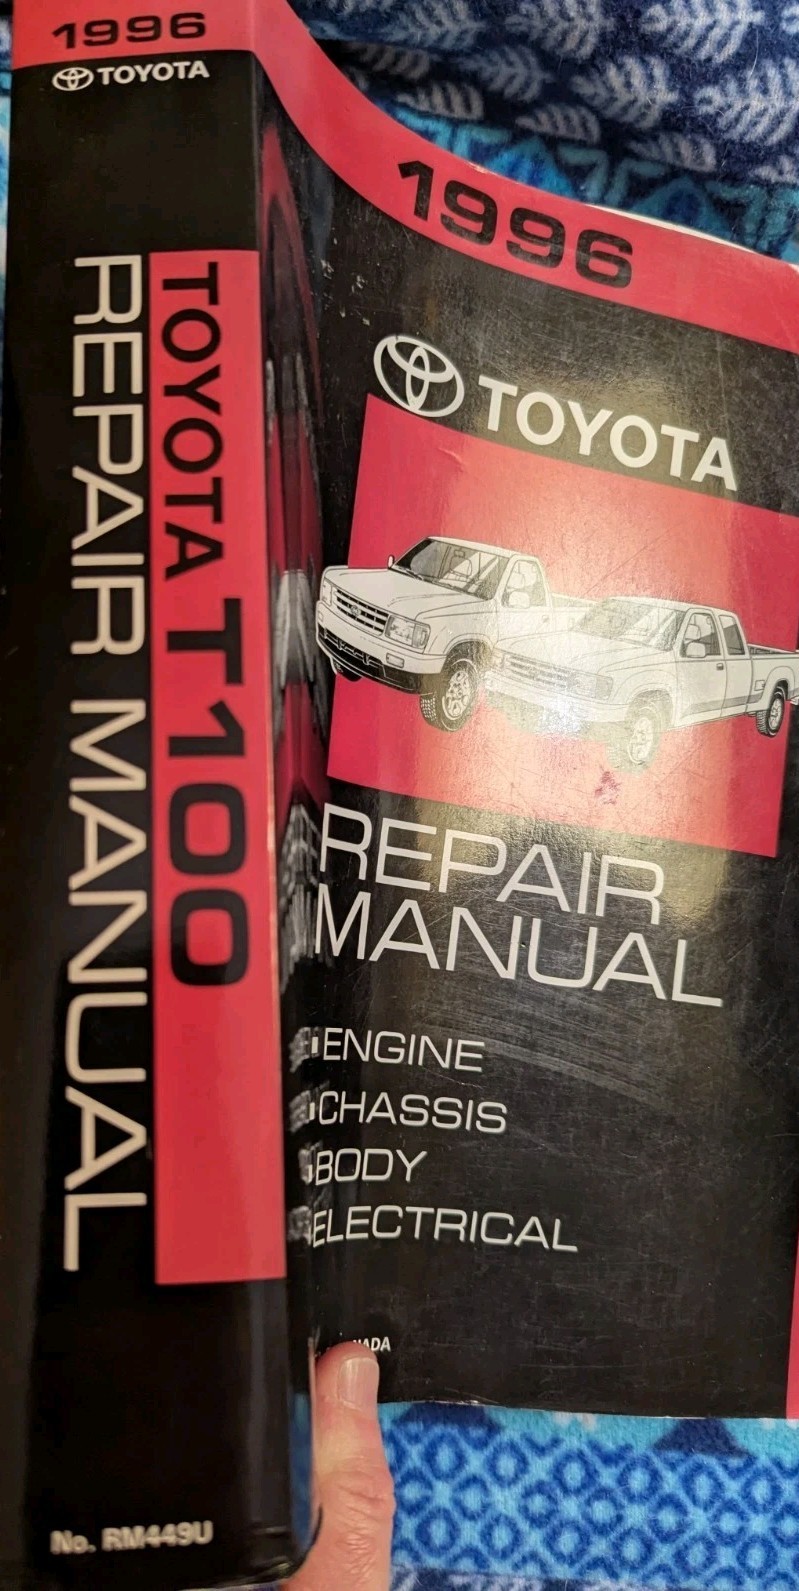 1996
TOYOTA
TOYOTA T100
REPAIR MANUAL
No. RM449U
1996
TOYOTA
REPAIR
MANUAL
ENGINE
CHASSIS
BODY
ELECTRICAL